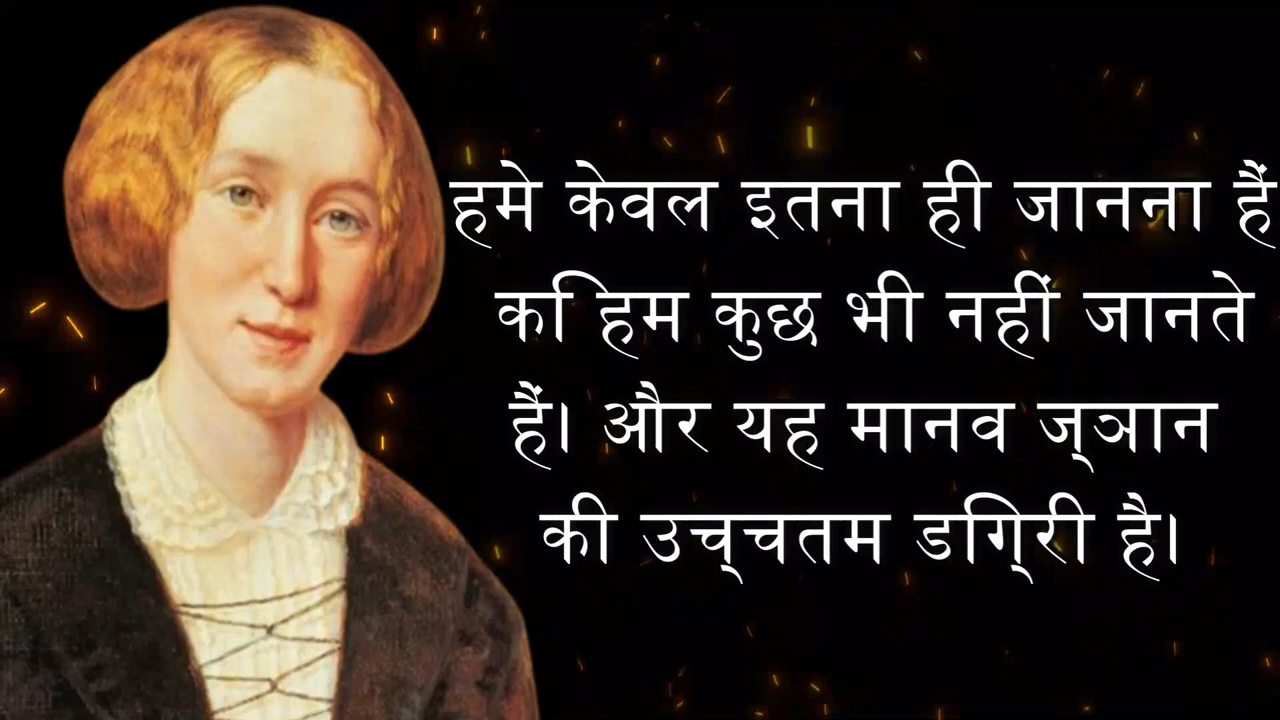 हमे केवल इतना ही जानना हैं
कि हम कुछ भी नहीं जानते
हैं। और यह मानव ज्ञान
की उच्चतम डिग्री है।